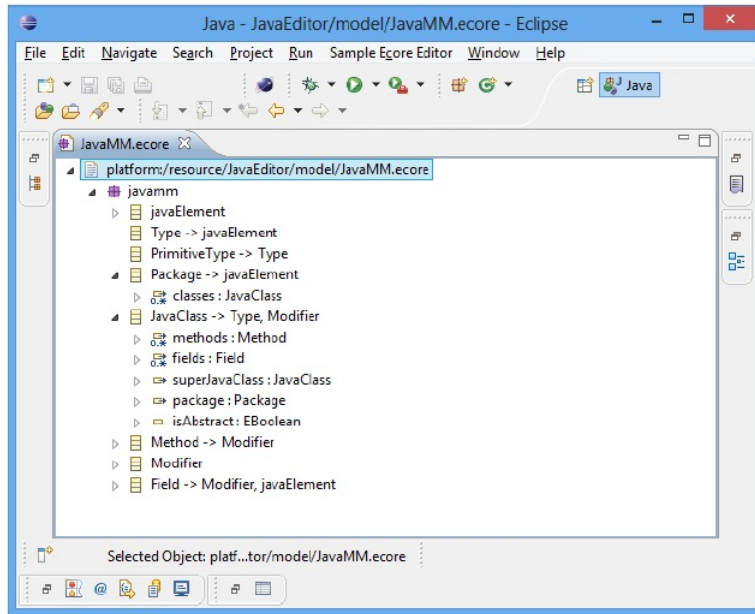 Java - JavaEditor/model/JavaMM.ecore - Eclipse
File Edit Navigate Search Project Run Sample Ecore Editor Window Help
Java
JavaMM.ecore
platform:/resource/JavaEditor/model/JavaMM.ecore
javamm
javaElement
Type -> javaElement
PrimitiveType -> Type
Package -> javaElement
0..* classes : JavaClass
JavaClass -> Type, Modifier
0..* methods : Method
0..* fields : Field
superJavaClass : JavaClass
package : Package
isAbstract : EBoolean
Method -> Modifier
Modifier
Field -> Modifier, javaElement
Selected Object: platf...tor/model/JavaMM.ecore